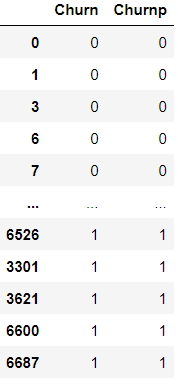 Churn Churnp
0 0 0
1 0 0
3 0 0
6 0 0
7 0 0
... ... ...
6526 1 1
3301 1 1
3621 1 1
6600 1 1
6687 1 1